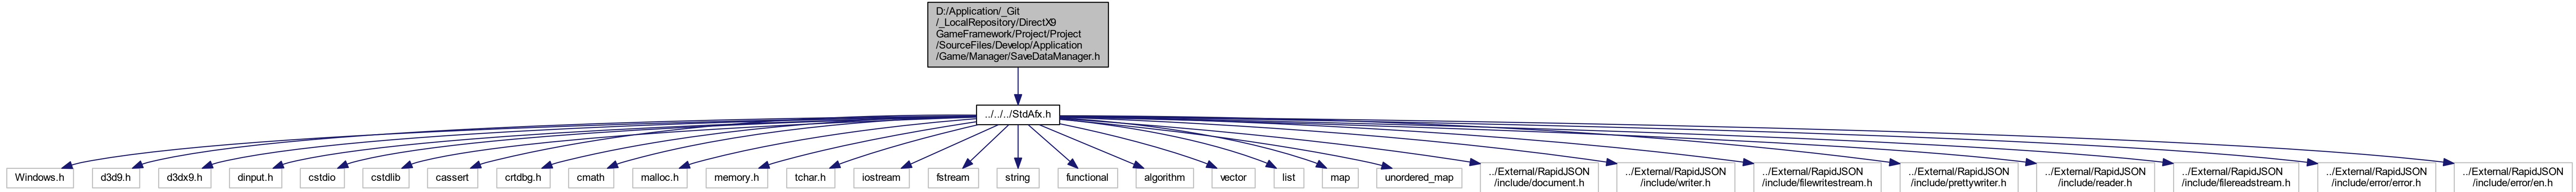 D:/Application/_Git
/_LocalRepository/DirectX9
GameFramework/Project/Project
/SourceFiles/Develop/Application
/Game/Manager/SaveDataManager.h
../../../StdAfx.h
Windows.h
d3d9.h
d3dx9.h
dinput.h
cstdio
cstdlib
cassert
crtdbg.h
cmath
malloc.h
memory.h
tchar.h
iostream
fstream
string
functional
algorithm
vector
list
map
unordered_map
../External/RapidJSON
/include/document.h
../External/RapidJSON
/include/writer.h
../External/RapidJSON
/include/filewritestream.h
../External/RapidJSON
/include/prettywriter.h
../External/RapidJSON
/include/reader.h
../External/RapidJSON
/include/filereadstream.h
../External/RapidJSON
/include/error/error.h
../External/RapidJSON
/include/error/en.h